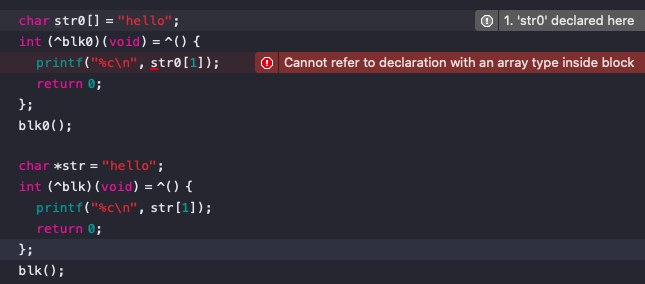 char str0[] = "hello"; 1. 'str0' declared here
int (^blk0)(void) = ^() {
printf("%c\n", str0[1]); Cannot refer to declaration with an array type inside block
return 0;
};
blk0();
char *str = "hello";
int (^blk)(void) = ^() {
printf("%c\n", str[1]);
return 0;
};
blk();